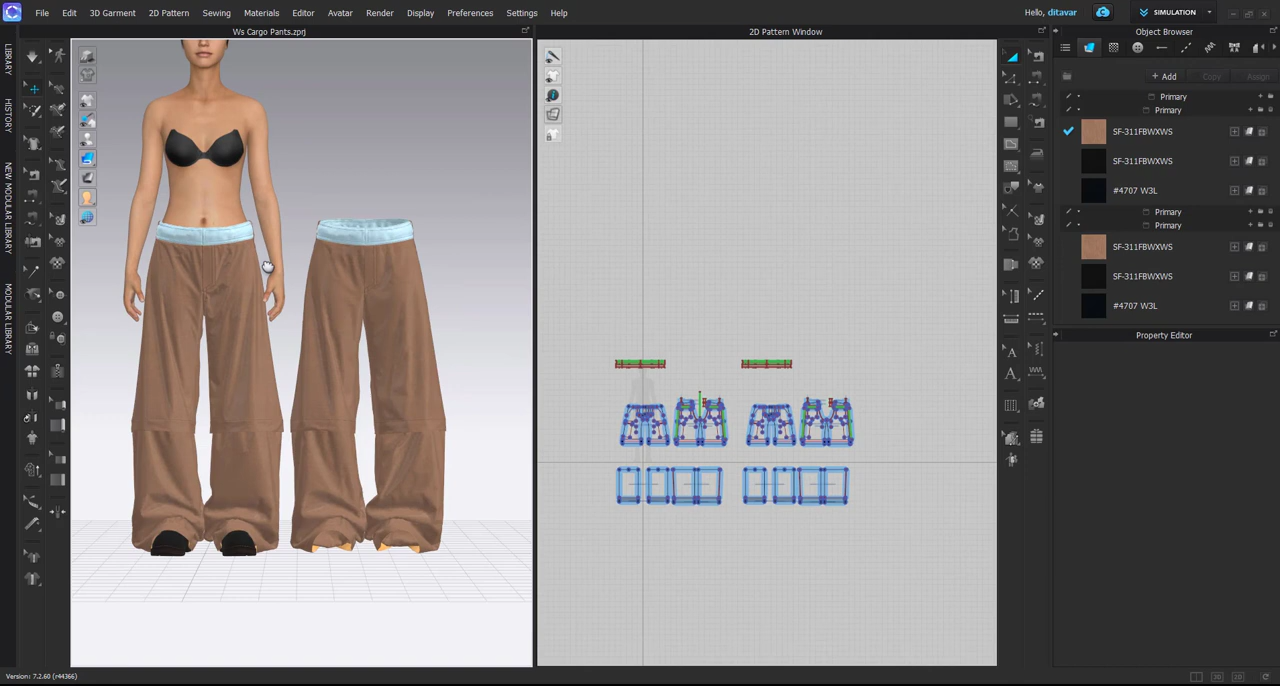 File Edit 3D Garment 2D Pattern Sewing Materials Editor Avatar Render Display Preferences Settings Help
Hello, ditavar
SIMULATION
Ws Cargo Pants.zprj
2D Pattern Window
Object Browser
LIBRARY
HISTORY
NEW MODULAR LIBRARY
MODULAR LIBRARY
+ Add
Copy
Assign
Primary
Primary
SF-311FBWXWS
SF-311FBWXWS
#4707 W3L
Primary
Primary
SF-311FBWXWS
SF-311FBWXWS
#4707 W3L
Property Editor
Version: 7.2.60 (r44366)
3D
2D